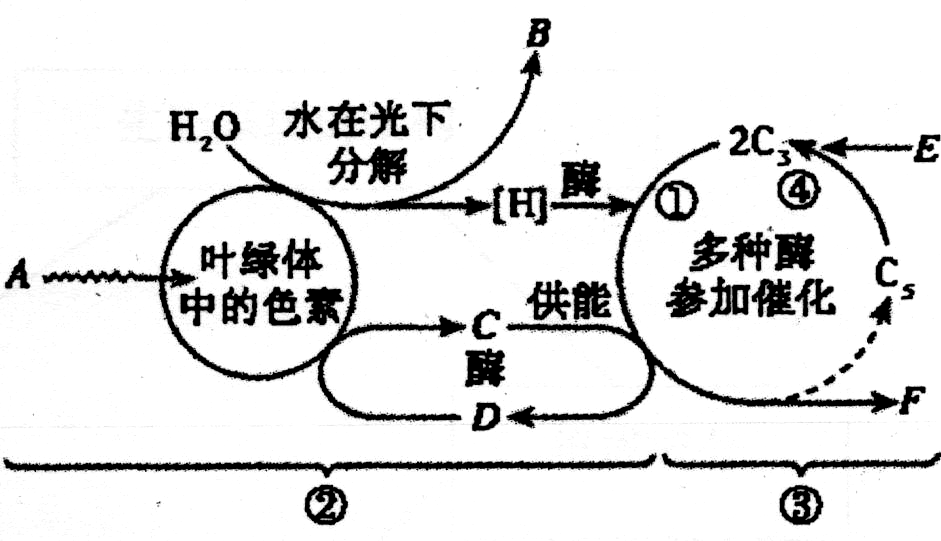 B
H₂O
水在光下
分解
[H]
酶
①
2C₃
E
④
A
叶绿体
中的色素
多种酶
参加催化
C₅
供能
C
酶
D
F
②
③